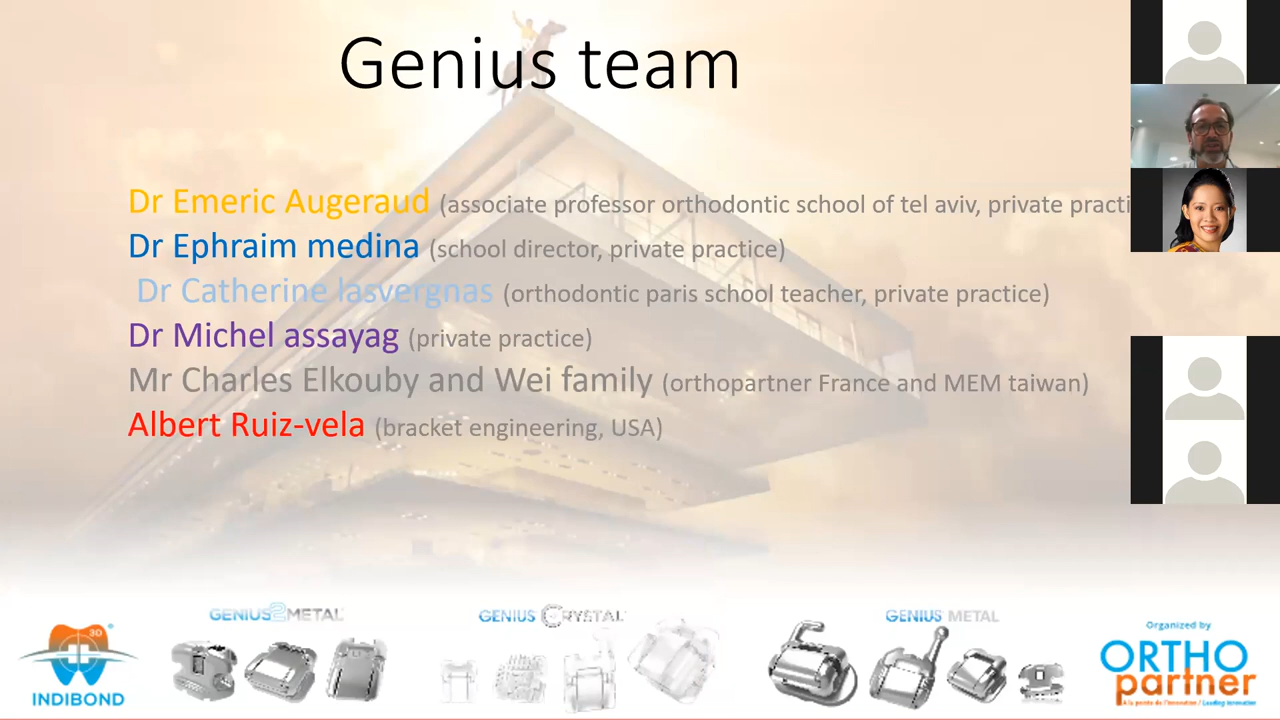 Genius team
Dr Emeric Augeraud (associate professor orthodontic school of tel aviv, private practi
Dr Ephraim medina (school director, private practice)
Dr Catherine lasvergnas (orthodontic paris school teacher, private practice)
Dr Michel assayag (private practice)
Mr Charles Elkouby and Wei family (orthopartner France and MEM taiwan)
Albert Ruiz-vela (bracket engineering, USA)
GENIUS2METAL
GENIUS CRYSTAL
GENIUS METAL
3D
INDIBOND
Organized by
ORTHO
partner
A la pointe de l'innovation / Leading innovation